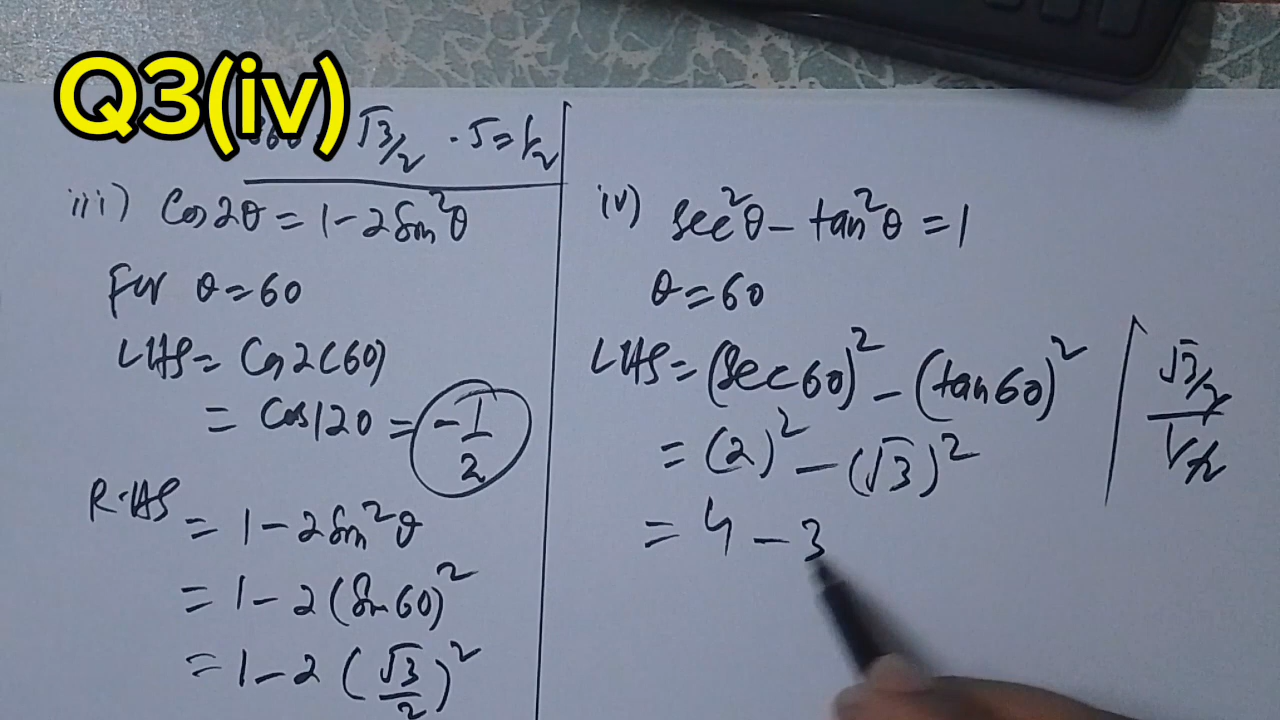 Q3(iv)
√3/2 · 5 = 1/2
iii) Cos2θ = 1 - 2Sin²θ
For θ = 60
LHS = Cos2(60)
= Cos120 = -1/2
R.HS = 1 - 2Sin²θ
= 1 - 2(Sin60)²
= 1 - 2(√3/2)²
iv) Sec²θ - tan²θ = 1
θ = 60
LHS = (Sec60)² - (tan60)²
= (2)² - (√3)²
= 4 - 3
√3/2
1/2